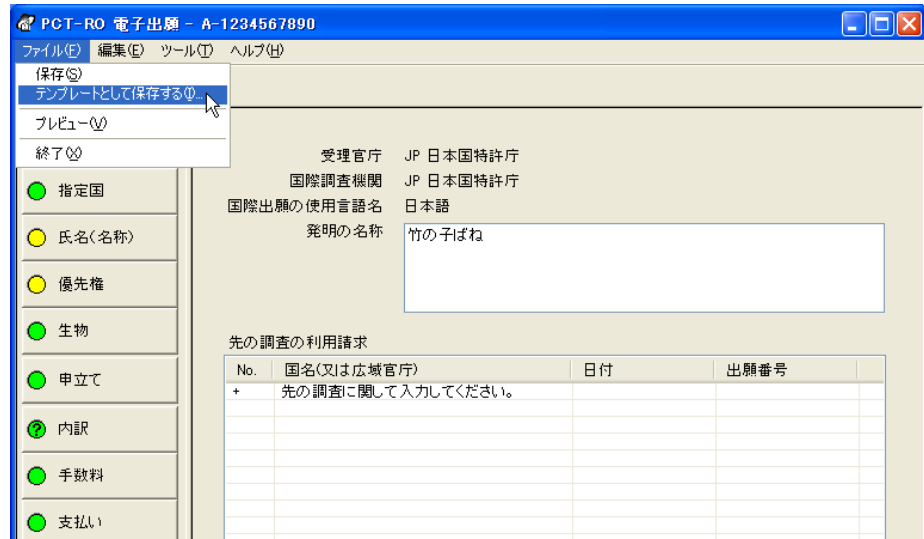 PCT-RO 電子出願 - A-1234567890
ファイル(F) 編集(E) ツール(T) ヘルプ(H)
保存(S)
テンプレートとして保存する(I)...
プレビュー(V)
終了(X)
受理官庁 JP 日本国特許庁
国際調査機関 JP 日本国特許庁
国際出願の使用言語名 日本語
発明の名称 竹の子ばね
指定国
氏名(名称)
優先権
生物
申立て
内訳
手数料
支払い
先の調査の利用請求
No. 国名(又は広域官庁) 日付 出願番号
+ 先の調査に関して入力してください。